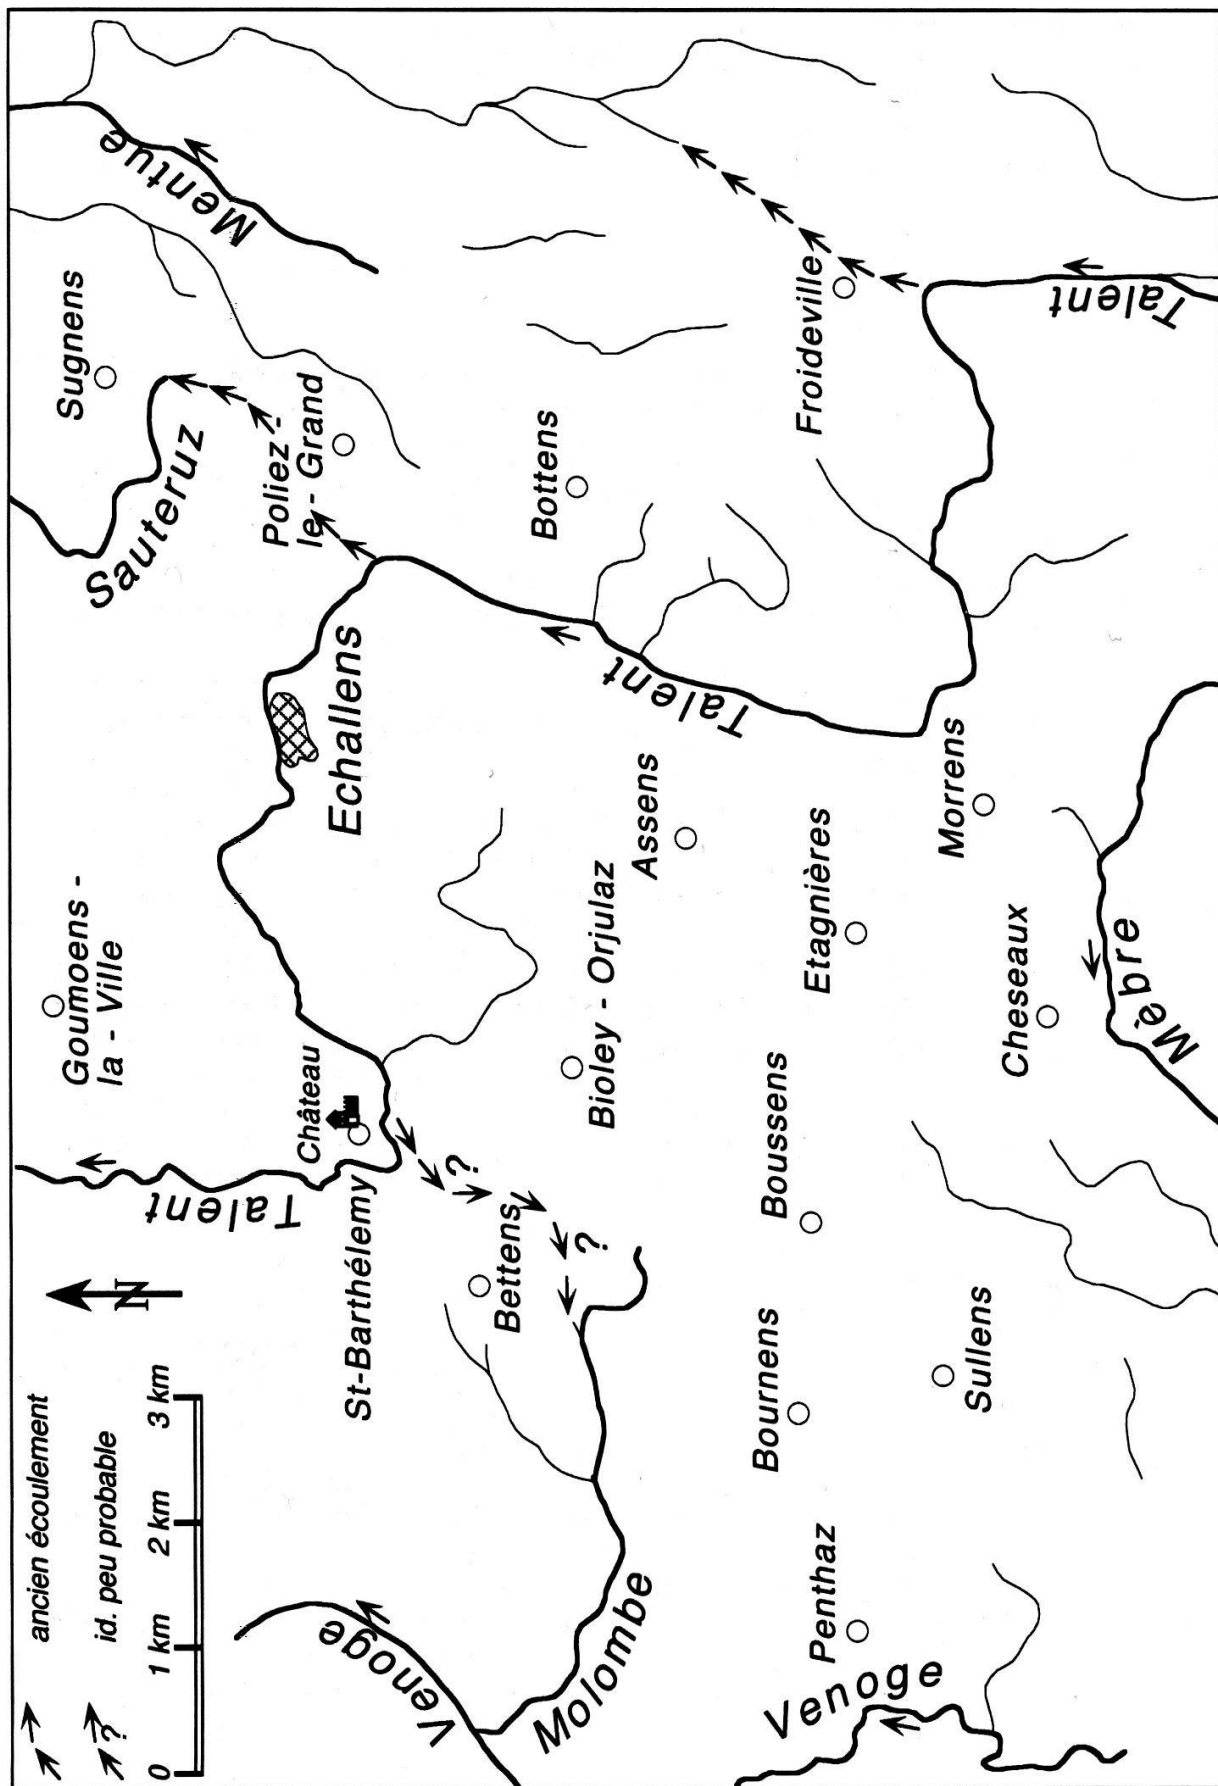 ancien écoulement
? id. peu probable
0 1 km 2 km 3 km
N
Goumoens -
la - Ville
Sugnens
Mentue
Sauteruz
Poliez -
le - Grand
Echallens
Château
Talent
St-Barthélemy
?
Bettens
?
Venoge
Molombe
Bioley - Orjulaz
Assens
Talent
Bottens
Froideville
Talent
Etagnières
Boussens
Bournens
Penthaz
Venoge
Sullens
Cheseaux
Morrens
Mèbre